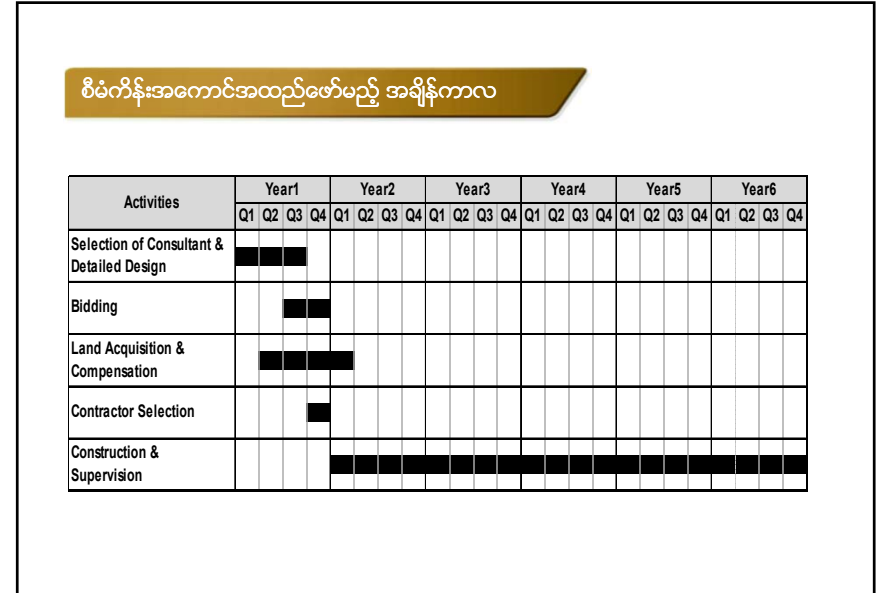 စီမံကိန်းအကောင်အထည်ဖော်မည့် အချိန်ကာလ
Activities Year1 Year2 Year3 Year4 Year5 Year6
Q1 Q2 Q3 Q4 Q1 Q2 Q3 Q4 Q1 Q2 Q3 Q4 Q1 Q2 Q3 Q4 Q1 Q2 Q3 Q4 Q1 Q2 Q3 Q4
Selection of Consultant &
Detailed Design
Bidding
Land Acquisition &
Compensation
Contractor Selection
Construction &
Supervision